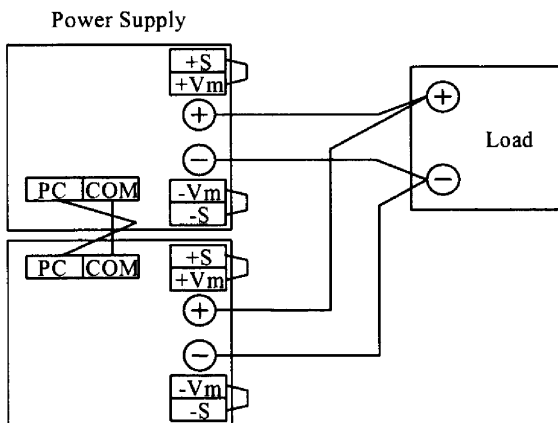 Power Supply
+S
+Vm
+
−
-Vm
-S
PC COM
+
Load
−
PC COM
+S
+Vm
+
−
-Vm
-S